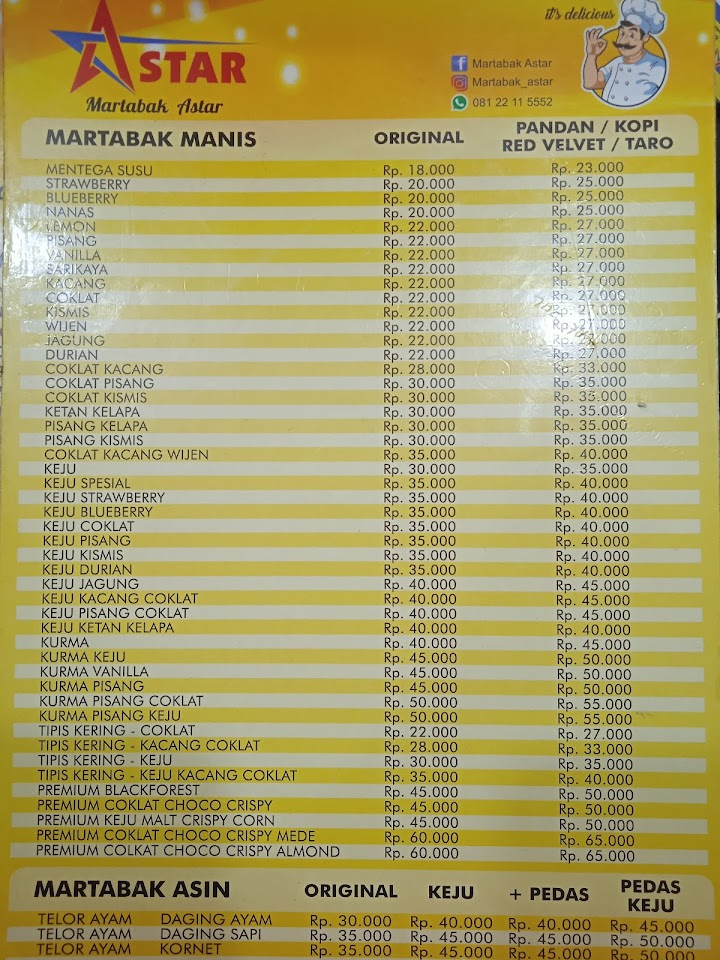 ASTAR
Martabak Astar
it's delicious
Martabak Astar
Martabak_astar
081 22 11 5552
MARTABAK MANIS ORIGINAL PANDAN / KOPI
RED VELVET / TARO
MENTEGA SUSU Rp. 18.000 Rp. 23.000
STRAWBERRY Rp. 20.000 Rp. 25.000
BLUEBERRY Rp. 20.000 Rp. 25.000
NANAS Rp. 20.000 Rp. 25.000
LEMON Rp. 22.000 Rp. 27.000
PISANG Rp. 22.000 Rp. 27.000
VANILLA Rp. 22.000 Rp. 27.000
SARIKAYA Rp. 22.000 Rp. 27.000
KACANG Rp. 22.000 Rp. 27.000
COKLAT Rp. 22.000 Rp. 27.000
KISMIS Rp. 22.000 Rp. 27.000
WIJEN Rp. 22.000 Rp. 27.000
JAGUNG Rp. 22.000
DURIAN Rp. 22.000 Rp. 27.000
COKLAT KACANG Rp. 28.000 Rp. 33.000
COKLAT PISANG Rp. 30.000 Rp. 35.000
COKLAT KISMIS Rp. 30.000 Rp. 35.000
KETAN KELAPA Rp. 30.000 Rp. 35.000
PISANG KELAPA Rp. 30.000 Rp. 35.000
PISANG KISMIS Rp. 30.000 Rp. 35.000
COKLAT KACANG WIJEN Rp. 35.000 Rp. 40.000
KEJU Rp. 30.000 Rp. 35.000
KEJU SPESIAL Rp. 35.000 Rp. 40.000
KEJU STRAWBERRY Rp. 35.000 Rp. 40.000
KEJU BLUEBERRY Rp. 35.000 Rp. 40.000
KEJU COKLAT Rp. 35.000 Rp. 40.000
KEJU PISANG Rp. 35.000 Rp. 40.000
KEJU KISMIS Rp. 35.000 Rp. 40.000
KEJU DURIAN Rp. 35.000 Rp. 40.000
KEJU JAGUNG Rp. 40.000 Rp. 45.000
KEJU KACANG COKLAT Rp. 40.000 Rp. 45.000
KEJU PISANG COKLAT Rp. 40.000 Rp. 45.000
KEJU KETAN KELAPA Rp. 40.000 Rp. 40.000
KURMA Rp. 40.000 Rp. 45.000
KURMA KEJU Rp. 45.000 Rp. 50.000
KURMA VANILLA Rp. 45.000 Rp. 50.000
KURMA PISANG Rp. 45.000 Rp. 50.000
KURMA PISANG COKLAT Rp. 50.000 Rp. 55.000
KURMA PISANG KEJU Rp. 50.000 Rp. 55.000
TIPIS KERING - COKLAT Rp. 22.000 Rp. 27.000
TIPIS KERING - KACANG COKLAT Rp. 28.000 Rp. 33.000
TIPIS KERING - KEJU Rp. 30.000 Rp. 35.000
TIPIS KERING - KEJU KACANG COKLAT Rp. 35.000 Rp. 40.000
PREMIUM BLACKFOREST Rp. 45.000 Rp. 50.000
PREMIUM COKLAT CHOCO CRISPY Rp. 45.000 Rp. 50.000
PREMIUM KEJU MALT CRISPY CORN Rp. 45.000 Rp. 50.000
PREMIUM COKLAT CHOCO CRISPY MEDE Rp. 60.000 Rp. 65.000
PREMIUM COLKAT CHOCO CRISPY ALMOND Rp. 60.000 Rp. 65.000
MARTABAK ASIN ORIGINAL KEJU + PEDAS PEDAS KEJU
TELOR AYAM DAGING AYAM Rp. 30.000 Rp. 40.000 Rp. 40.000 Rp. 45.000
TELOR AYAM DAGING SAPI Rp. 35.000 Rp. 45.000 Rp. 45.000 Rp. 50.000
TELOR AYAM KORNET Rp. 35.000 Rp. 45.000 Rp. 45.000 Rp. 50.000